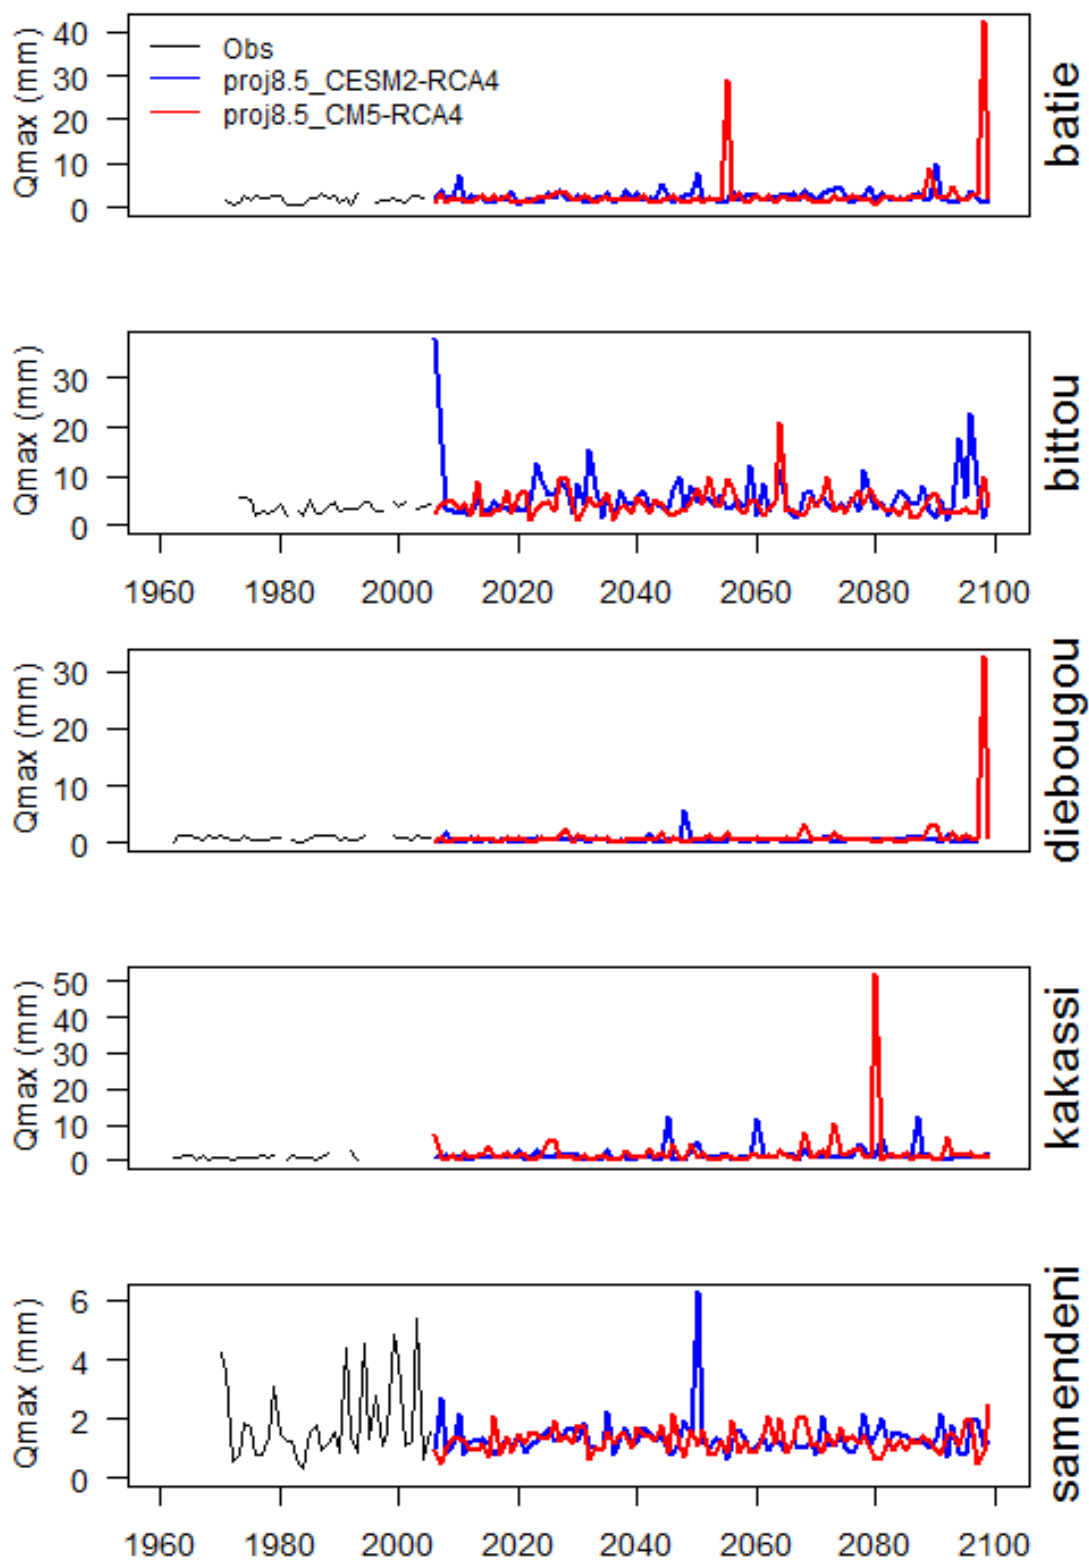 Qmax (mm)
40
30
20
10
0
Obs
proj8.5_CESM2-RCA4
proj8.5_CM5-RCA4
batie
Qmax (mm)
30
20
10
0
bittou
1960 1980 2000 2020 2040 2060 2080 2100
Qmax (mm)
30
20
10
0
diebougou
Qmax (mm)
50
40
30
20
10
0
kakassi
Qmax (mm)
6
4
2
0
samendeni
1960 1980 2000 2020 2040 2060 2080 2100